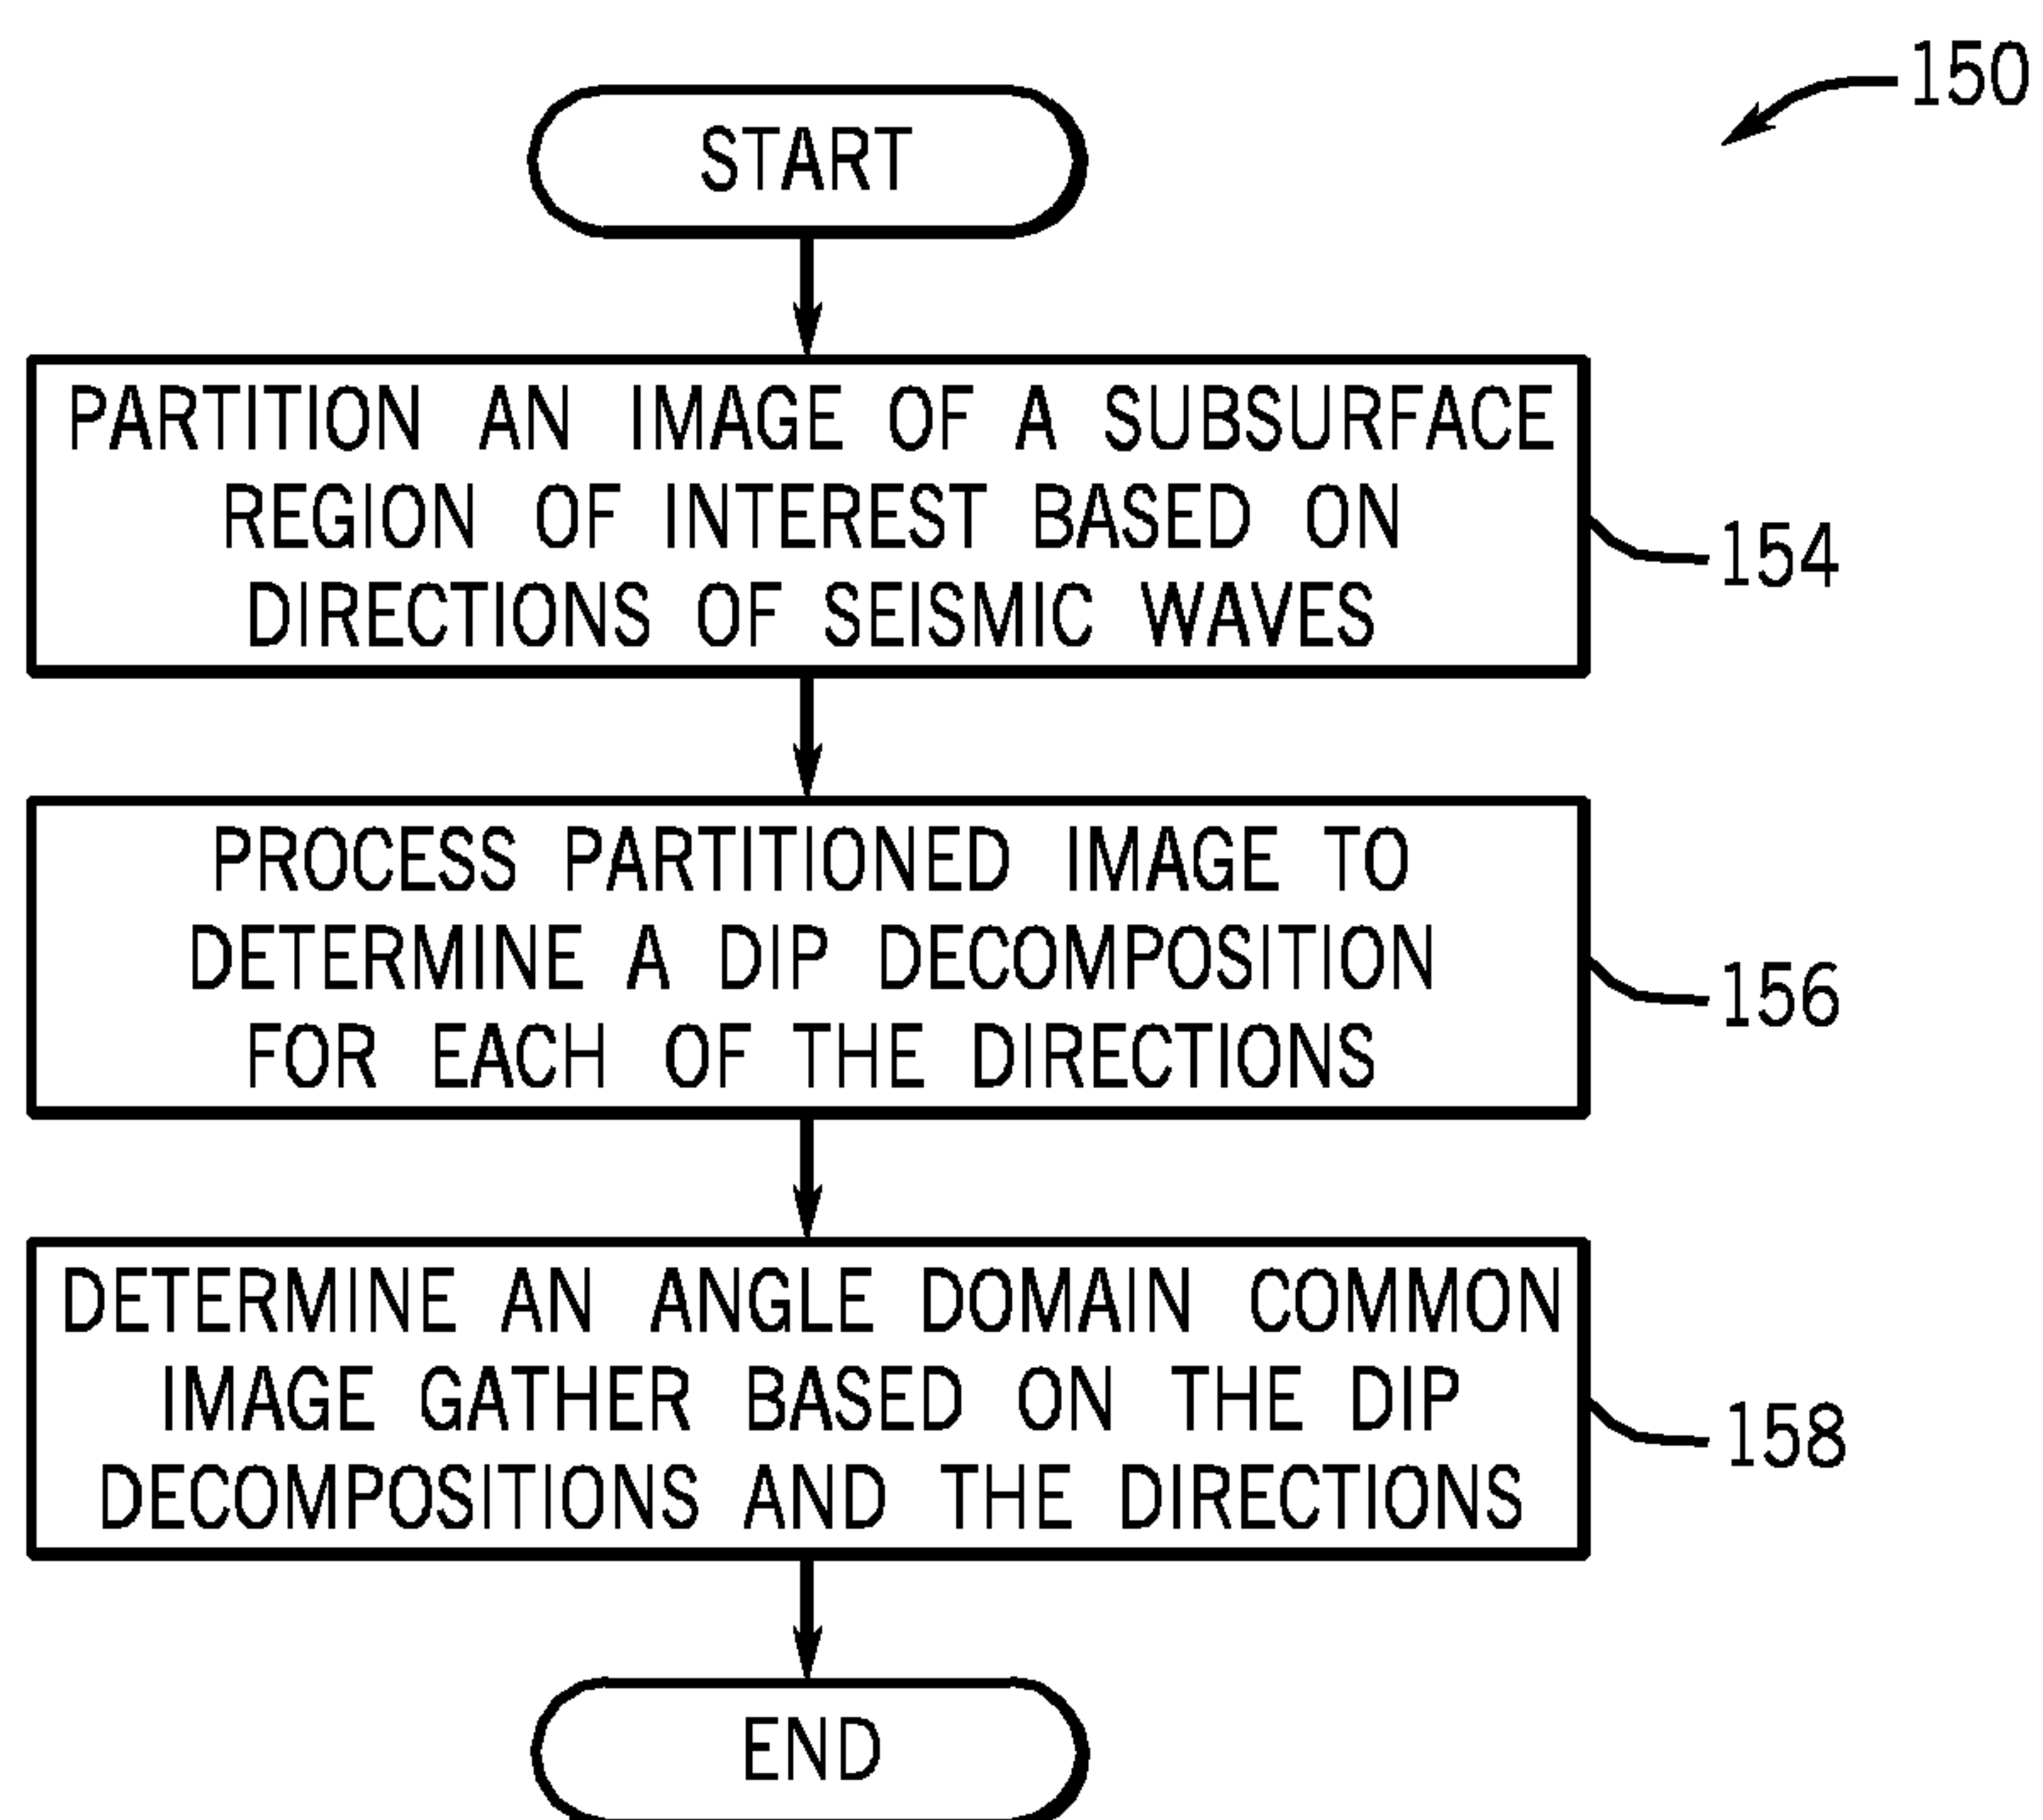 150
START
PARTITION AN IMAGE OF A SUBSURFACE
REGION OF INTEREST BASED ON
DIRECTIONS OF SEISMIC WAVES
154
PROCESS PARTITIONED IMAGE TO
DETERMINE A DIP DECOMPOSITION
FOR EACH OF THE DIRECTIONS
156
DETERMINE AN ANGLE DOMAIN COMMON
IMAGE GATHER BASED ON THE DIP
DECOMPOSITIONS AND THE DIRECTIONS
158
END